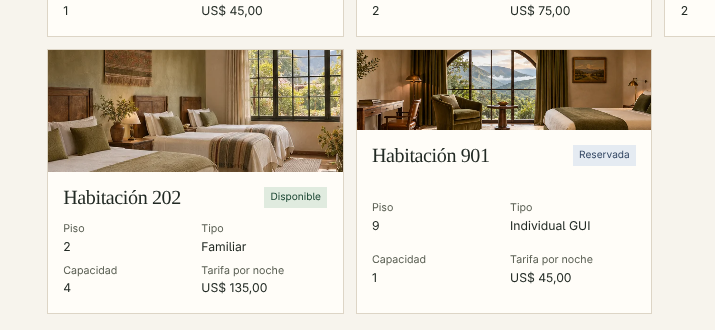 1 US$ 45,00
2 US$ 75,00
2
Habitación 202 Disponible
Piso Tipo
2 Familiar
Capacidad Tarifa por noche
4 US$ 135,00
Habitación 901 Reservada
Piso Tipo
9 Individual GUI
Capacidad Tarifa por noche
1 US$ 45,00